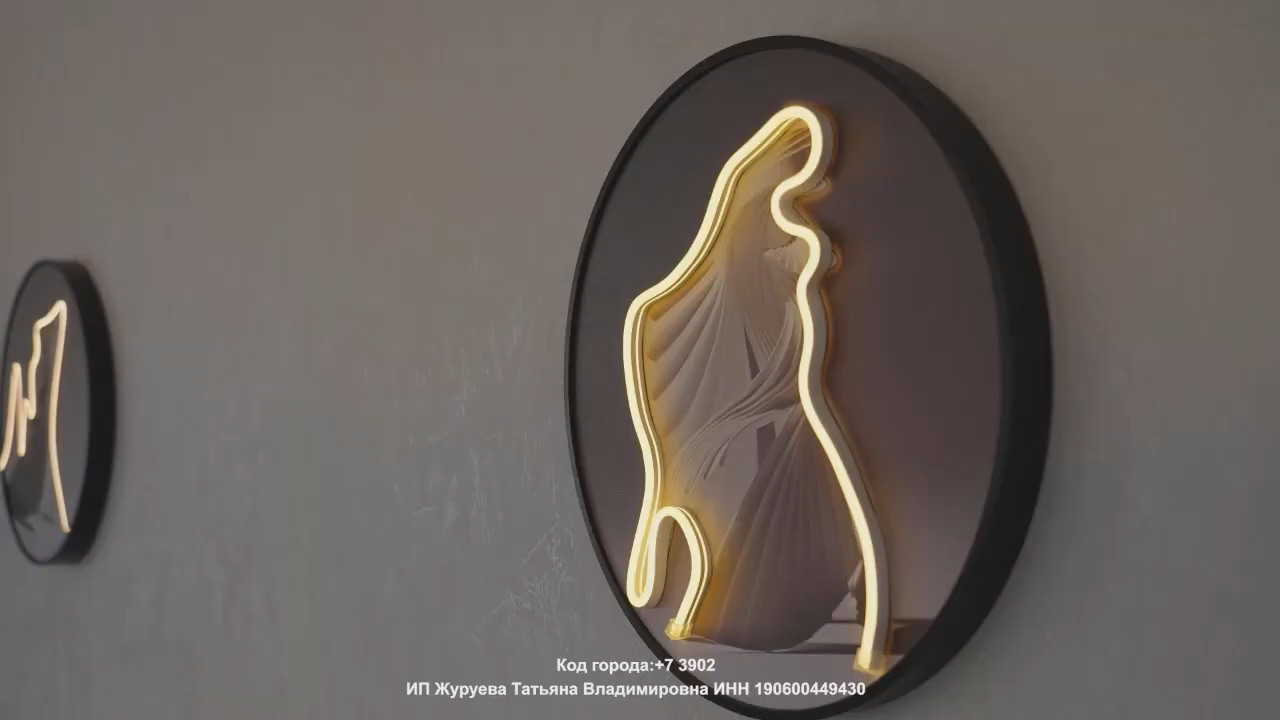 Код города:+7 3902
ИП Журуева Татьяна Владимировна ИНН 190600449430